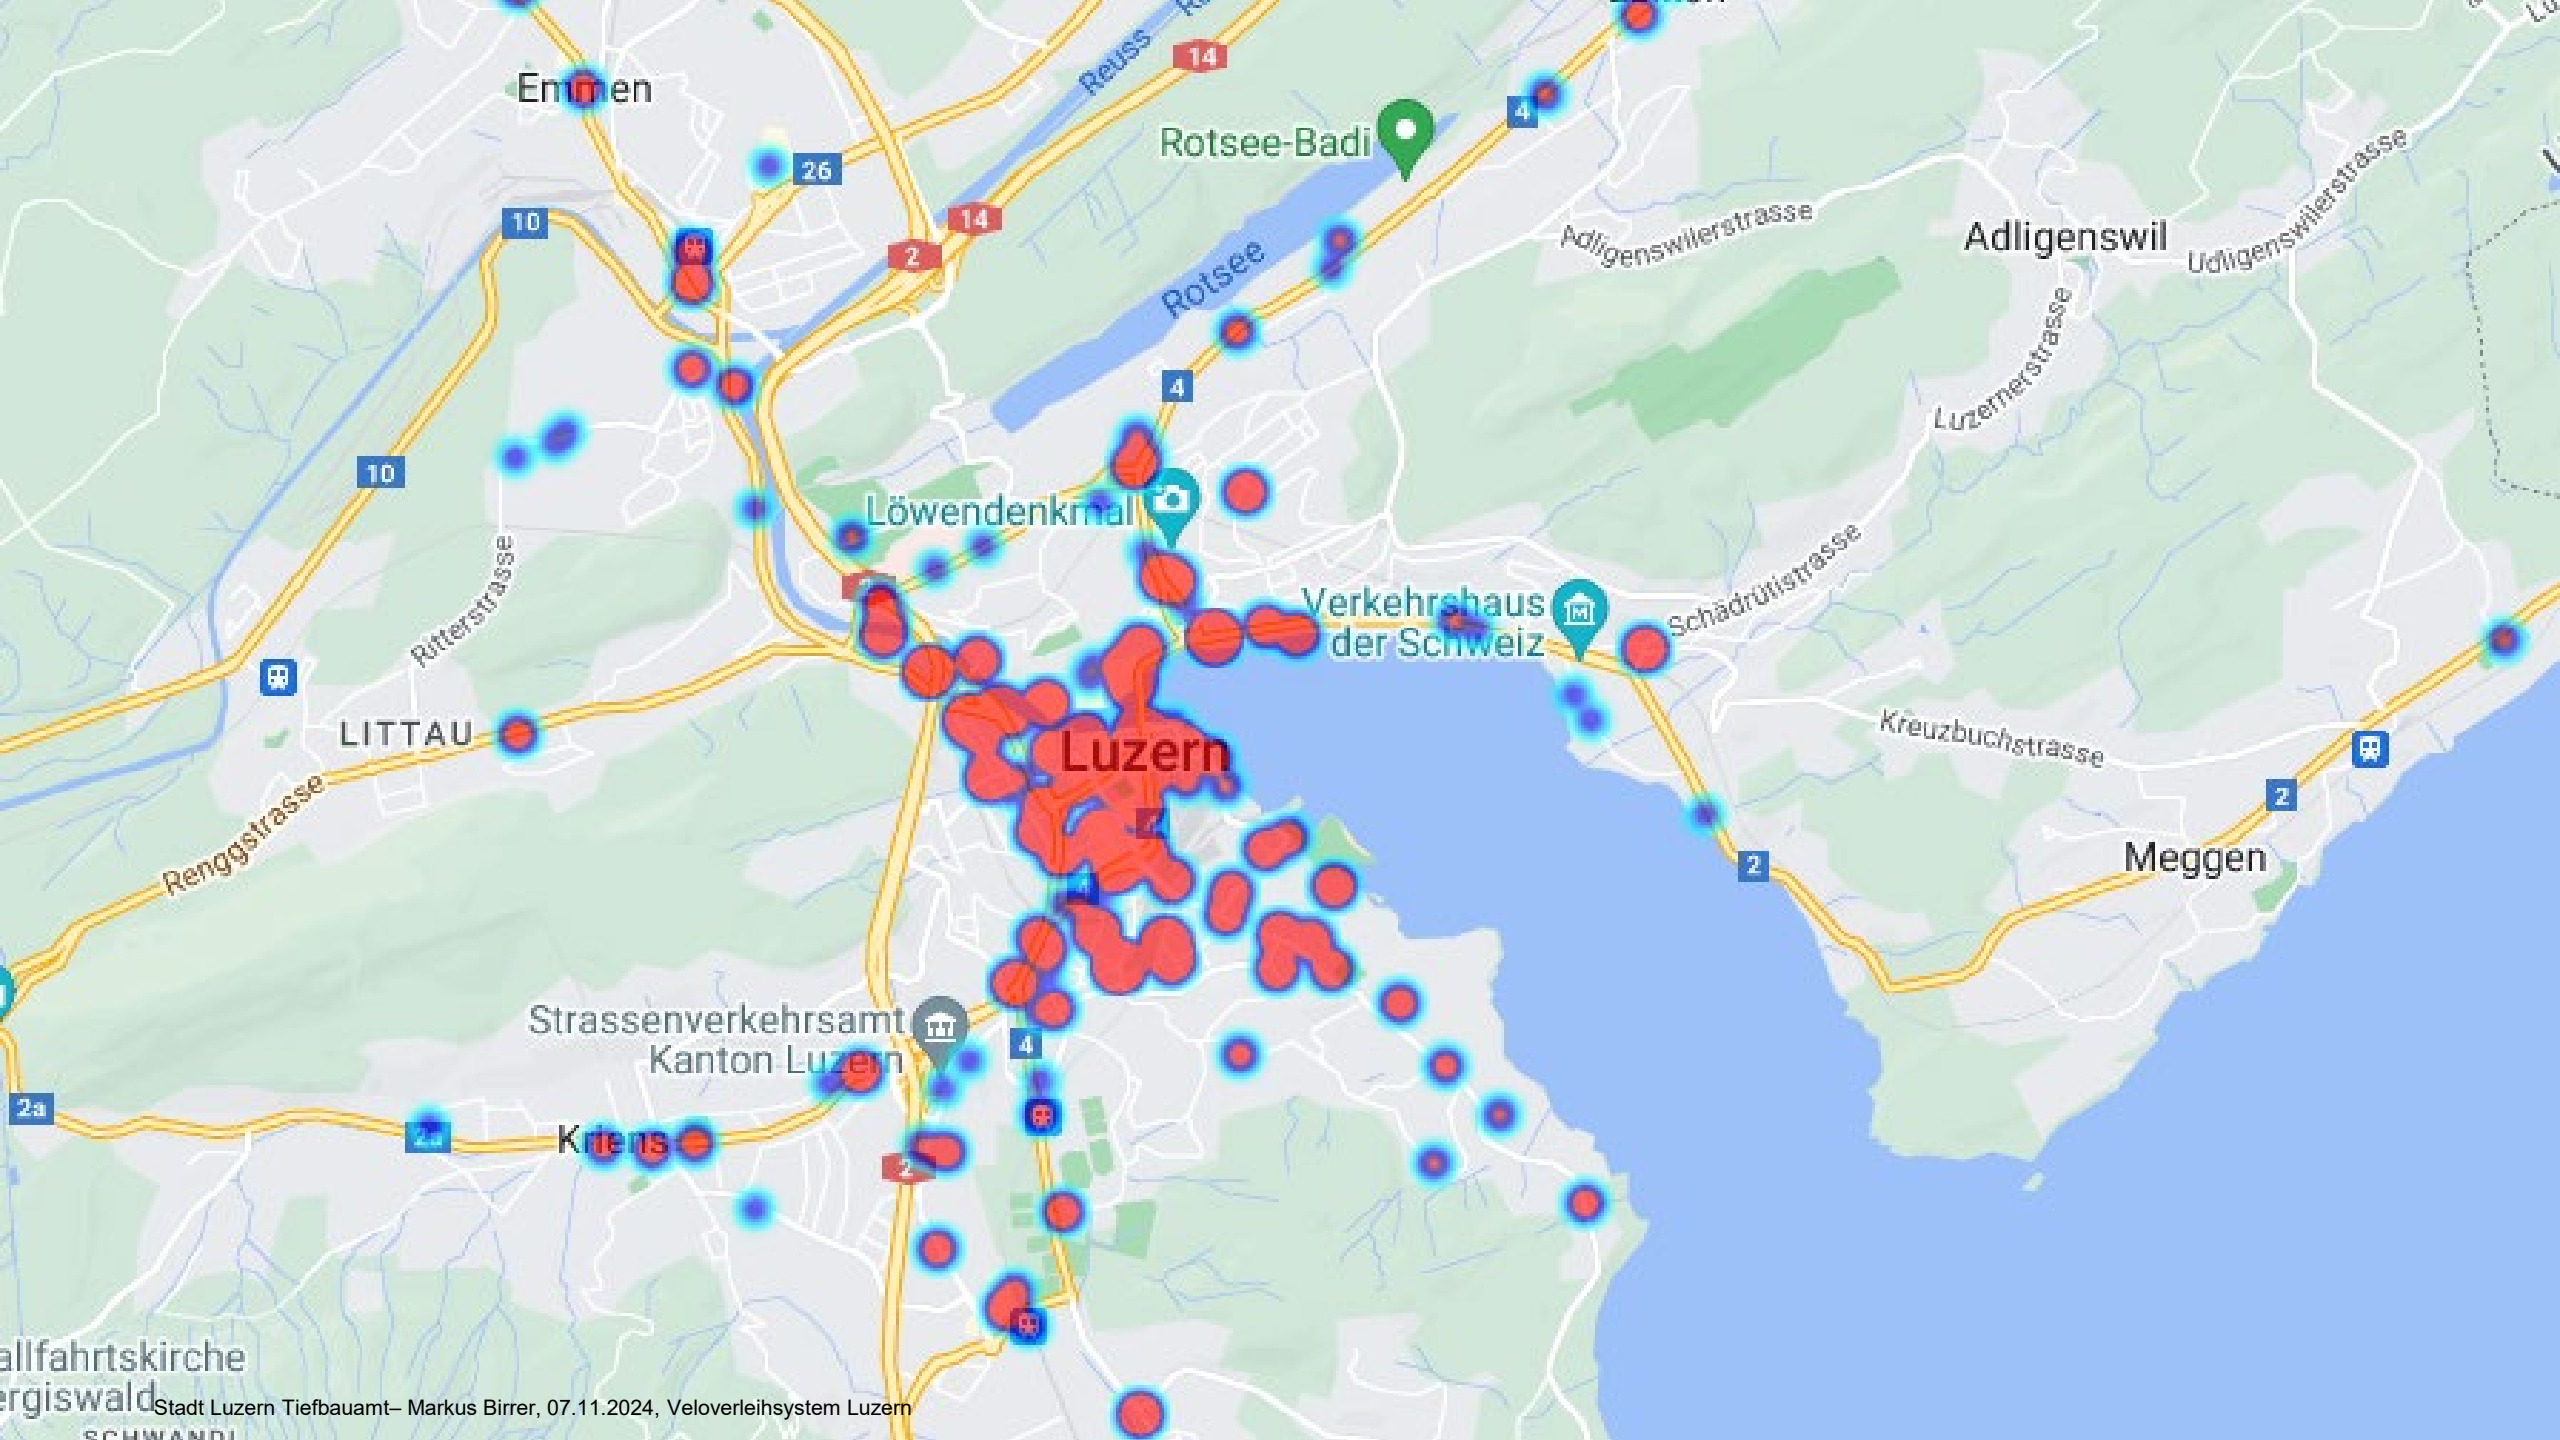 Emmen
26
10
Reuss
14
14
2
4
Rotsee-Badi
Rotsee
4
Adligenswilerstrasse
Adligenswil
Udligenswilerstrasse
Luzernerstrasse
10
Löwendenkmal
Ritterstrasse
Verkehrshaus
der Schweiz
Schädrütistrasse
LITTAU
Luzern
Kreuzbuchstrasse
2
Renggstrasse
Meggen
2
Strassenverkehrsamt
Kanton Luzern
4
2a
2a
Kriens
2
allfahrtskirche
ergiswald
Stadt Luzern Tiefbauamt– Markus Birrer, 07.11.2024, Veloverleihsystem Luzern
SCHWANDI